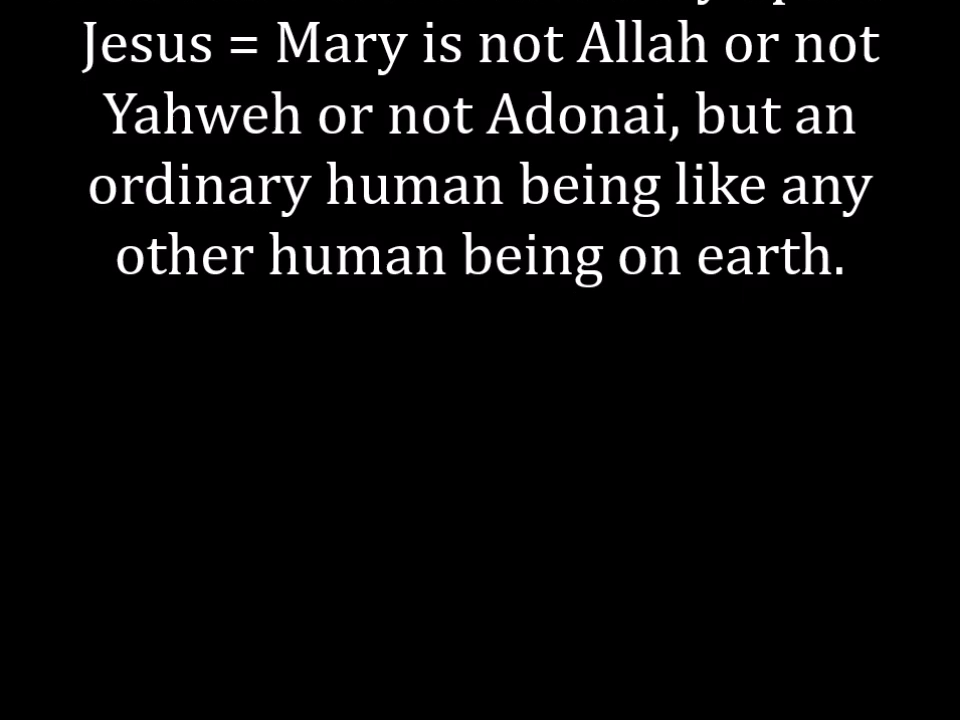 Jesus = Mary is not Allah or not
Yahweh or not Adonai, but an
ordinary human being like any
other human being on earth.